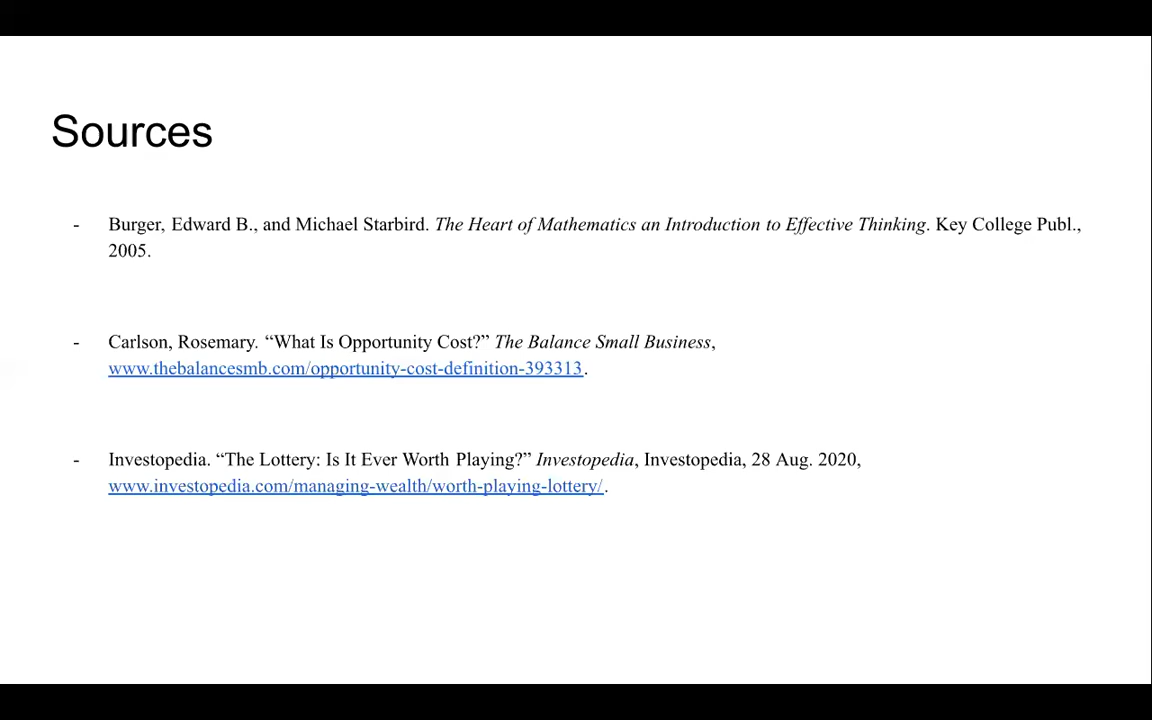 Sources
- Burger, Edward B., and Michael Starbird. The Heart of Mathematics an Introduction to Effective Thinking. Key College Publ.,
2005.
- Carlson, Rosemary. “What Is Opportunity Cost?” The Balance Small Business,
www.thebalancesmb.com/opportunity-cost-definition-393313.
- Investopedia. “The Lottery: Is It Ever Worth Playing?” Investopedia, Investopedia, 28 Aug. 2020,
www.investopedia.com/managing-wealth/worth-playing-lottery/.